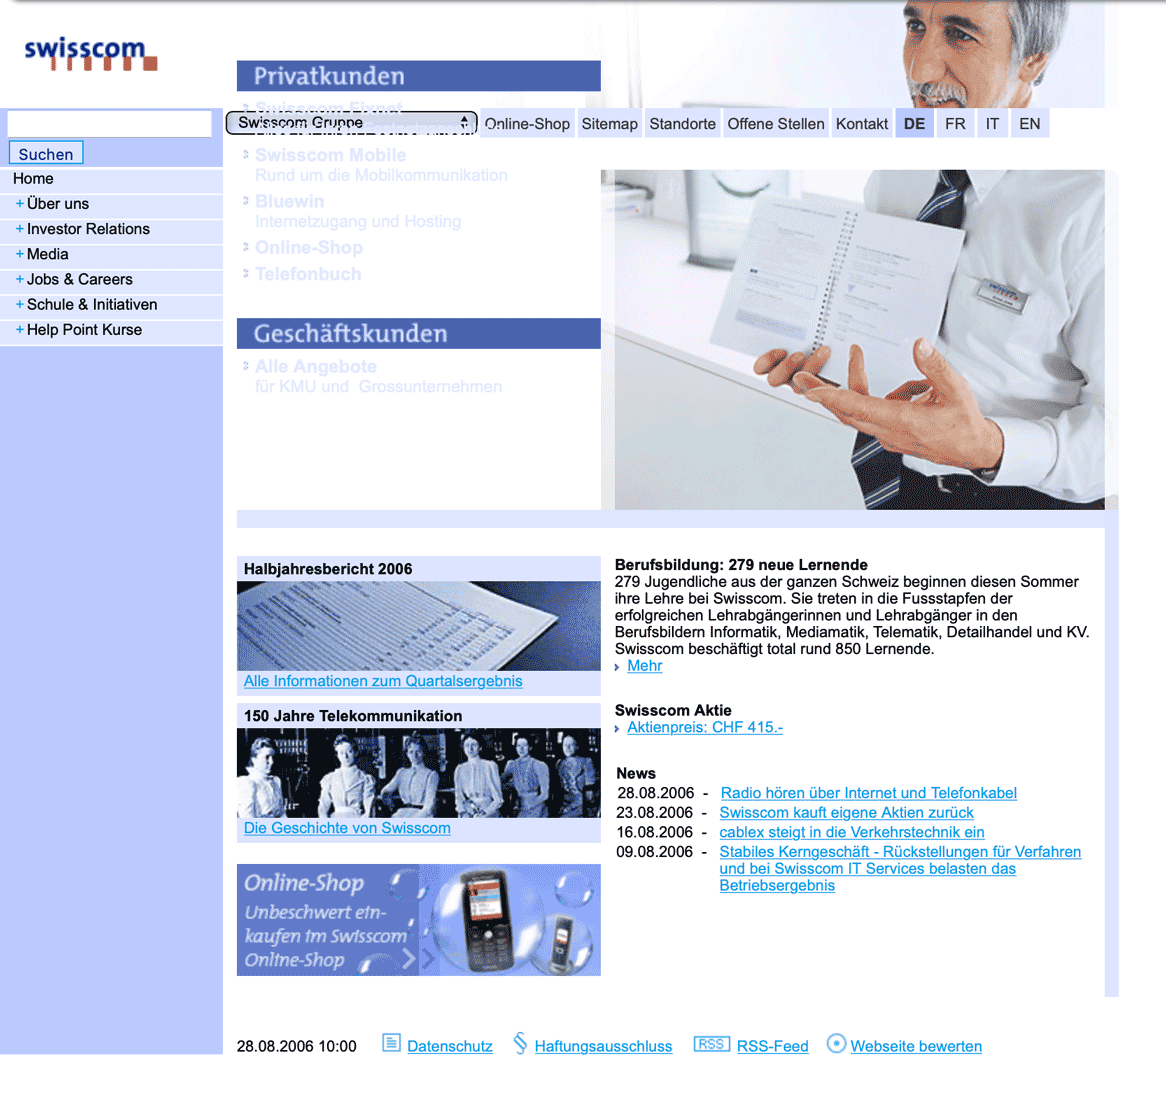 swisscom
Privatkunden
Swisscom Fixnet
Swisscom Gruppe
Online-Shop
Sitemap
Standorte
Offene Stellen
Kontakt
DE
FR
IT
EN
Suchen
Home
+ Über uns
+ Investor Relations
+ Media
+ Jobs & Careers
+ Schule & Initiativen
+ Help Point Kurse
Swisscom Mobile
Rund um die Mobilkommunikation
Bluewin
Internetzugang und Hosting
Online-Shop
Telefonbuch
Geschäftskunden
Alle Angebote
für KMU und Grossunternehmen
Halbjahresbericht 2006
Alle Informationen zum Quartalsergebnis
150 Jahre Telekommunikation
Die Geschichte von Swisscom
Online-Shop
Unbeschwert ein-
kaufen im Swisscom
Online-Shop
Berufsbildung: 279 neue Lernende
279 Jugendliche aus der ganzen Schweiz beginnen diesen Sommer
ihre Lehre bei Swisscom. Sie treten in die Fussstapfen der
erfolgreichen Lehrabgängerinnen und Lehrabgänger in den
Berufsbildern Informatik, Mediamatik, Telematik, Detailhandel und KV.
Swisscom beschäftigt total rund 850 Lernende.
Mehr
Swisscom Aktie
Aktienpreis: CHF 415.-
News
28.08.2006 - Radio hören über Internet und Telefonkabel
23.08.2006 - Swisscom kauft eigene Aktien zurück
16.08.2006 - cablex steigt in die Verkehrstechnik ein
09.08.2006 - Stabiles Kerngeschäft - Rückstellungen für Verfahren
und bei Swisscom IT Services belasten das
Betriebsergebnis
28.08.2006 10:00
Datenschutz
§ Haftungsausschluss
RSS RSS-Feed
Webseite bewerten